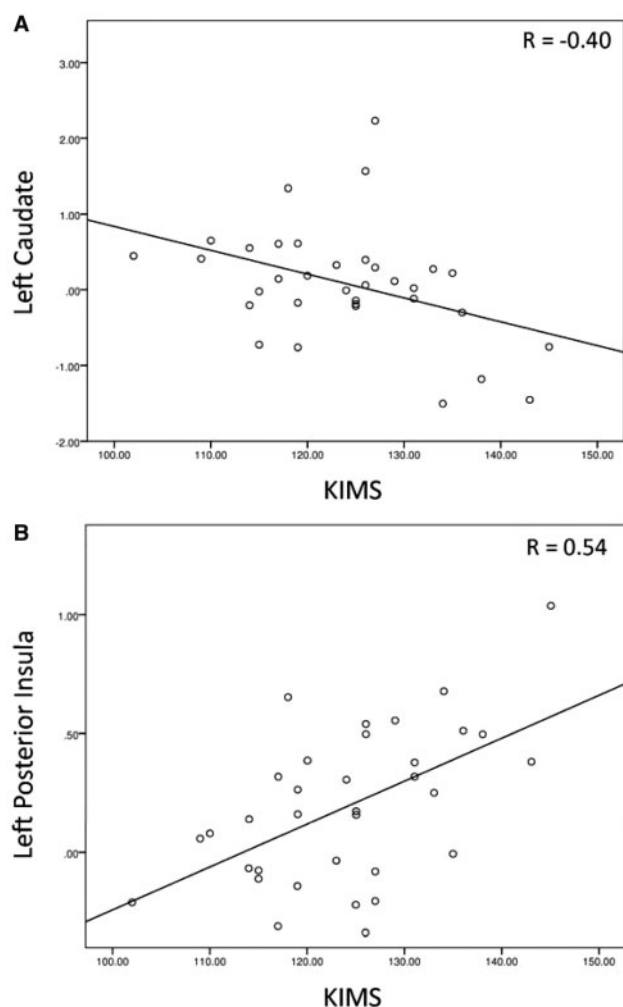 A
R = -0.40
Left Caudate
3.00
2.00
1.00
.00
-1.00
-2.00
100.00 110.00 120.00 130.00 140.00 150.00
KIMS
B
R = 0.54
Left Posterior Insula
1.00
.50
.00
100.00 110.00 120.00 130.00 140.00 150.00
KIMS